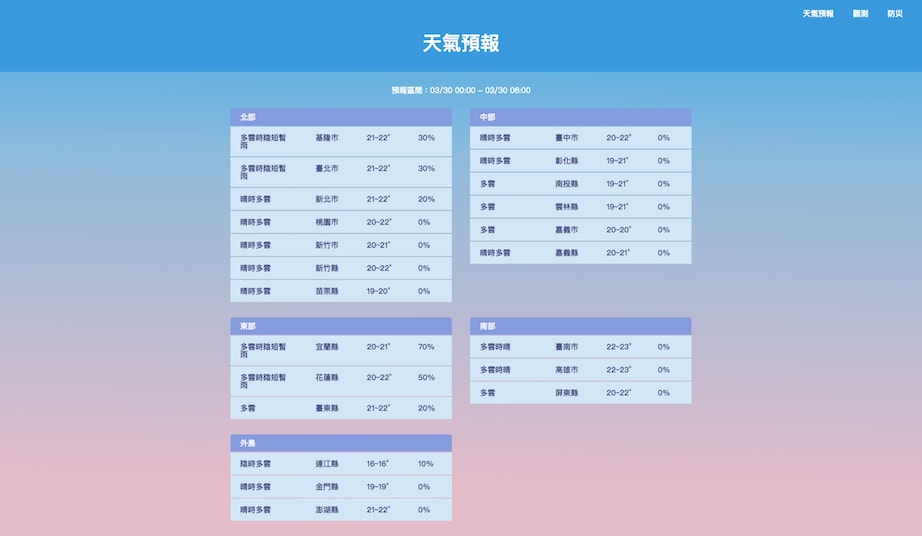 天氣預報 觀測 防災
天氣預報
預報區間：03/30 00:00 ~ 03/30 06:00
北部
多雲時陰短暫
雨 基隆市 21~22° 30%
多雲時陰短暫
雨 臺北市 21~22° 30%
晴時多雲 新北市 21~22° 20%
晴時多雲 桃園市 20~22° 0%
晴時多雲 新竹市 20~21° 0%
晴時多雲 新竹縣 20~22° 0%
晴時多雲 苗栗縣 19~20° 0%
中部
晴時多雲 臺中市 20~22° 0%
晴時多雲 彰化縣 19~21° 0%
多雲 南投縣 19~21° 0%
多雲 雲林縣 19~21° 0%
多雲 嘉義市 20~20° 0%
晴時多雲 嘉義縣 20~21° 0%
東部
多雲時陰短暫
雨 宜蘭縣 20~21° 70%
多雲時陰短暫
雨 花蓮縣 20~22° 50%
多雲 臺東縣 21~22° 20%
南部
多雲時晴 臺南市 22~23° 0%
多雲時晴 高雄市 22~23° 0%
多雲 屏東縣 20~22° 0%
外島
陰時多雲 連江縣 16~16° 10%
晴時多雲 金門縣 19~19° 0%
晴時多雲 澎湖縣 21~22° 0%